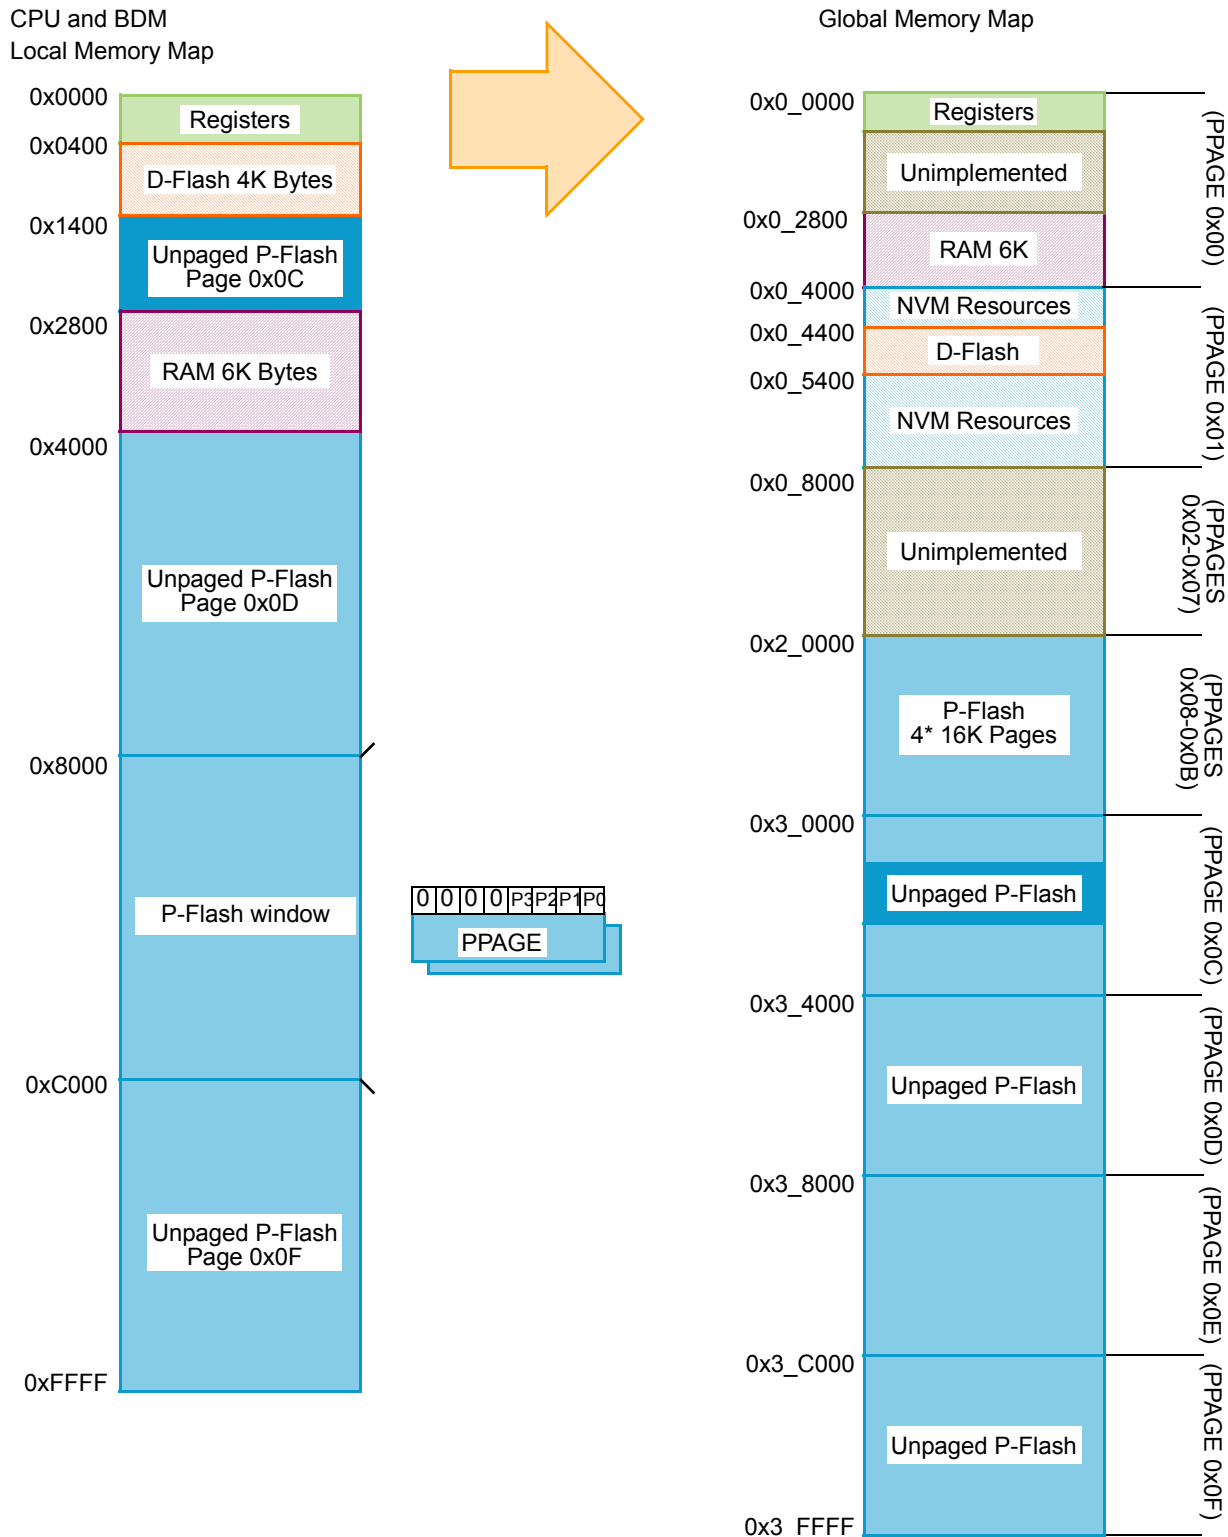 CPU and BDM
Local Memory Map
0x0000
Registers
0x0400
D-Flash 4K Bytes
0x1400
Unpaged P-Flash
Page 0x0C
0x2800
RAM 6K Bytes
0x4000
Unpaged P-Flash
Page 0x0D
0x8000
P-Flash window
0xC000
Unpaged P-Flash
Page 0x0F
0xFFFF
0 0 0 0 P3 P2 P1 P0
PPAGE
Global Memory Map
0x0_0000
Registers
Unimplemented
(PPAGE 0x00)
0x0_2800
RAM 6K
0x0_4000
NVM Resources
0x0_4400
D-Flash
(PPAGE 0x01)
0x0_5400
NVM Resources
0x0_8000
Unimplemented
(PPAGES
0x02-0x07)
0x2_0000
P-Flash
4* 16K Pages
(PPAGES
0x08-0x0B)
0x3_0000
Unpaged P-Flash
(PPAGE 0x0C)
0x3_4000
Unpaged P-Flash
(PPAGE 0x0D)
0x3_8000
(PPAGE 0x0E)
0x3_C000
Unpaged P-Flash
(PPAGE 0x0F)
0x3_FFFF